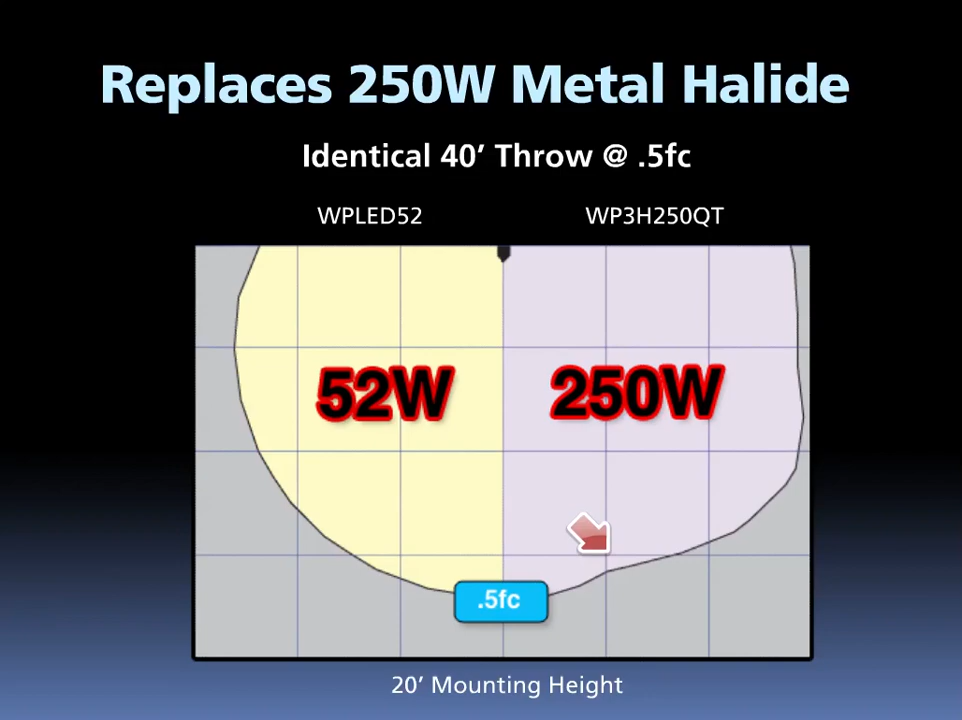 Replaces 250W Metal Halide
Identical 40’ Throw @ .5fc
WPLED52 WP3H250QT
52W 250W
.5fc
20’ Mounting Height